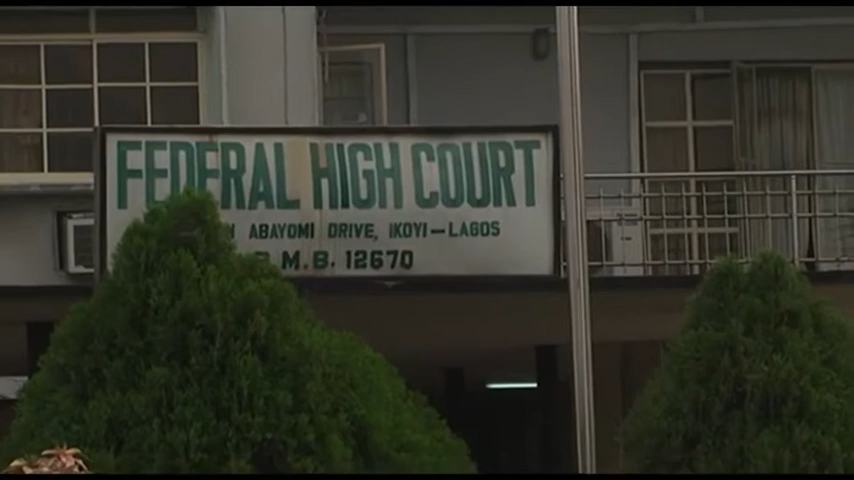 FEDERAL HIGH COURT
ABAYOMI DRIVE, IKOYI-LAGOS
M.B. 12670